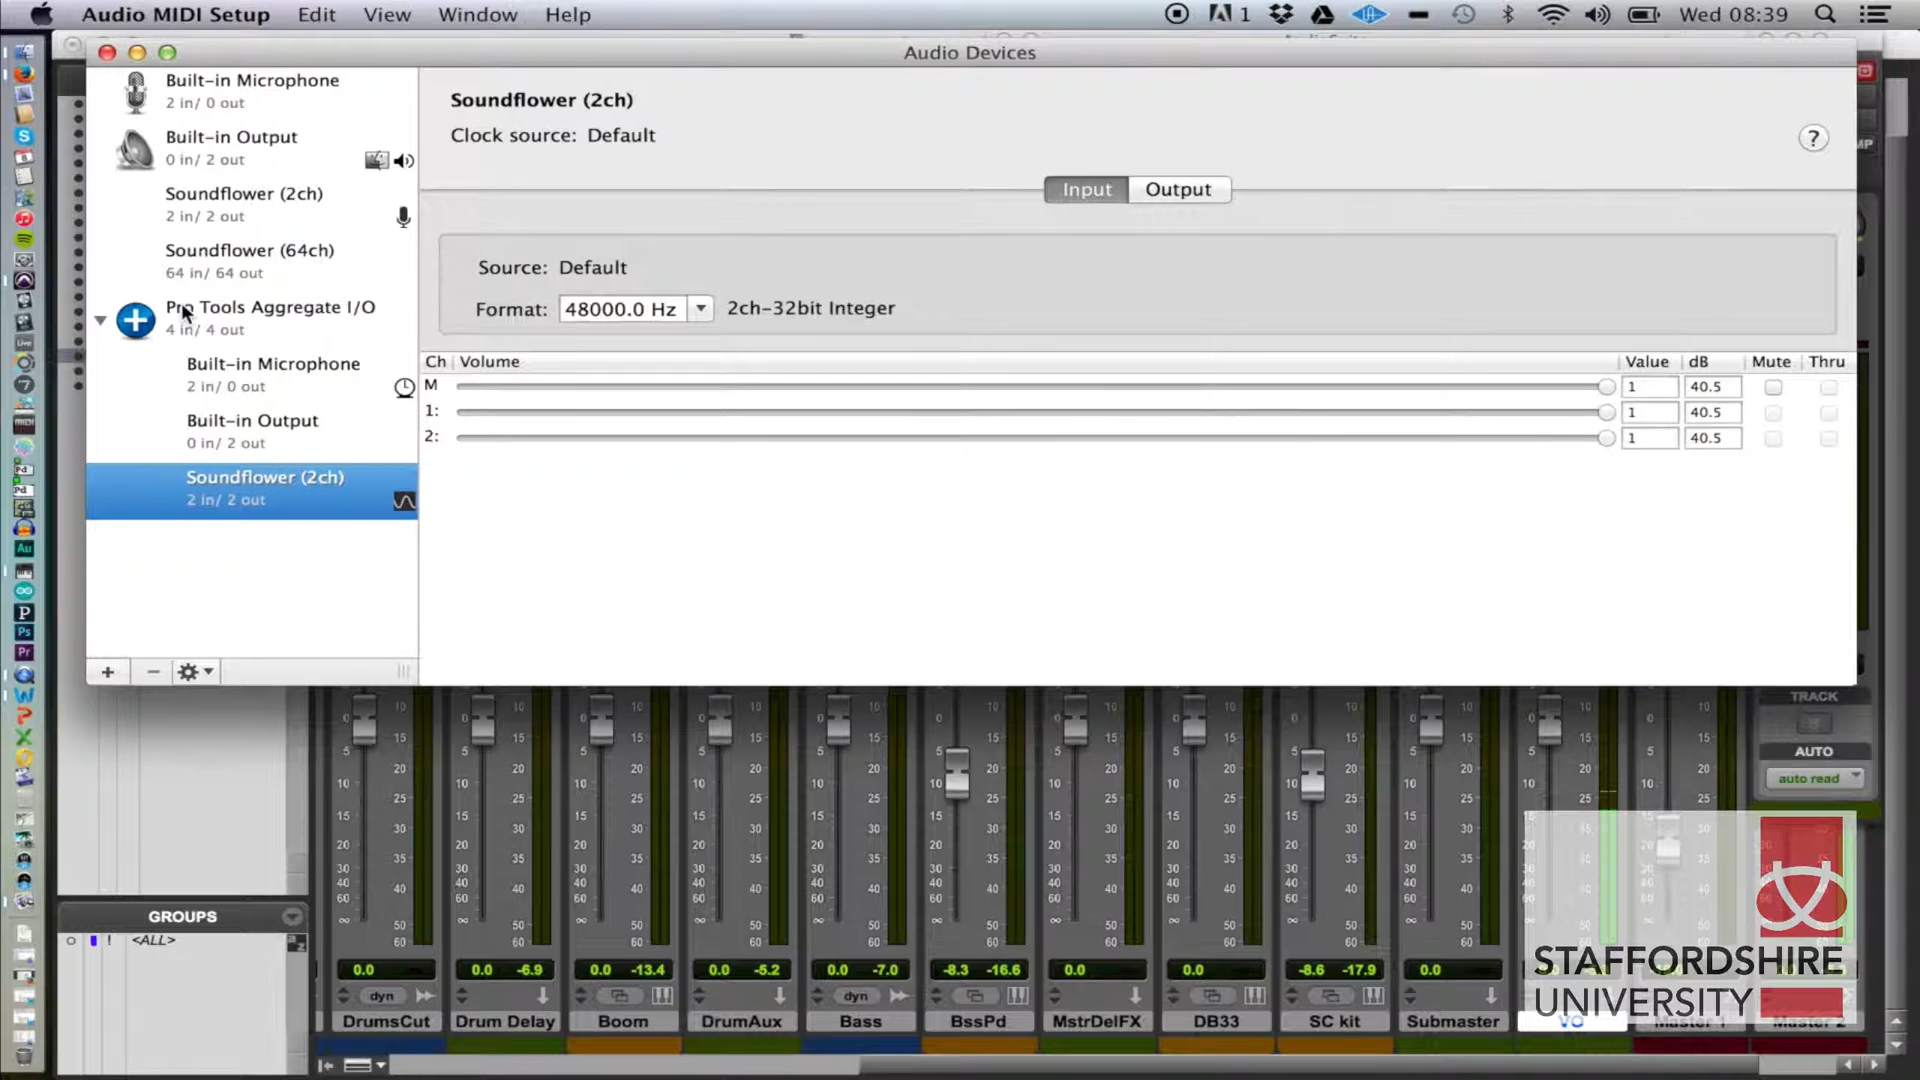 Audio MIDI Setup Edit View Window Help 1 Wed 08:39
Audio Devices
Built-in Microphone
2 in/ 0 out
Built-in Output
0 in/ 2 out
Soundflower (2ch)
2 in/ 2 out
Soundflower (64ch)
64 in/ 64 out
Pro Tools Aggregate I/O
4 in/ 4 out
Built-in Microphone
2 in/ 0 out
Built-in Output
0 in/ 2 out
Soundflower (2ch)
2 in/ 2 out
Soundflower (2ch)
Clock source: Default
?
Input Output
Source: Default
Format: 48000.0 Hz 2ch-32bit Integer
Ch Volume Value dB Mute Thru
M 1 40.5
1: 1 40.5
2: 1 40.5
TRACK
AUTO
auto read
GROUPS
! <ALL>
0.0 0.0 -6.9 0.0 -13.4 0.0 -5.2 0.0 -7.0 -8.3 -16.6 0.0 0.0 -8.6 -17.9 0.0
dyn dyn
DrumsCut Drum Delay Boom DrumAux Bass BssPd MstrDelFX DB33 SC kit Submaster VO Master 1 Master 2
STAFFORDSHIRE
UNIVERSITY